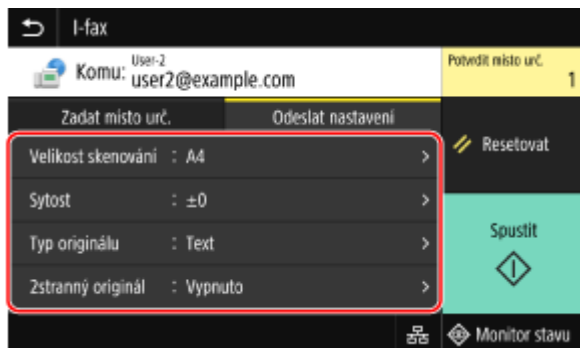 I-fax
Komu: User-2
user2@example.com
Potvrdit místo urč.
1
Zadat místo urč.
Odeslat nastavení
Velikost skenování : A4
Sytost : ±0
Typ originálu : Text
2stranný originál : Vypnuto
Resetovat
Spustit
Monitor stavu